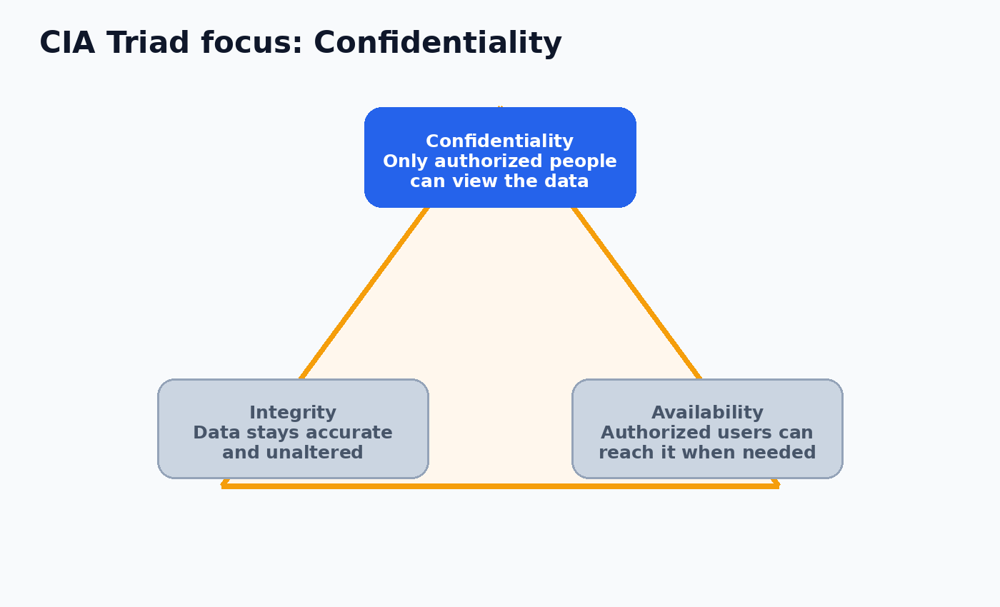 CIA Triad focus: Confidentiality
Confidentiality
Only authorized people
can view the data
Integrity
Data stays accurate
and unaltered
Availability
Authorized users can
reach it when needed